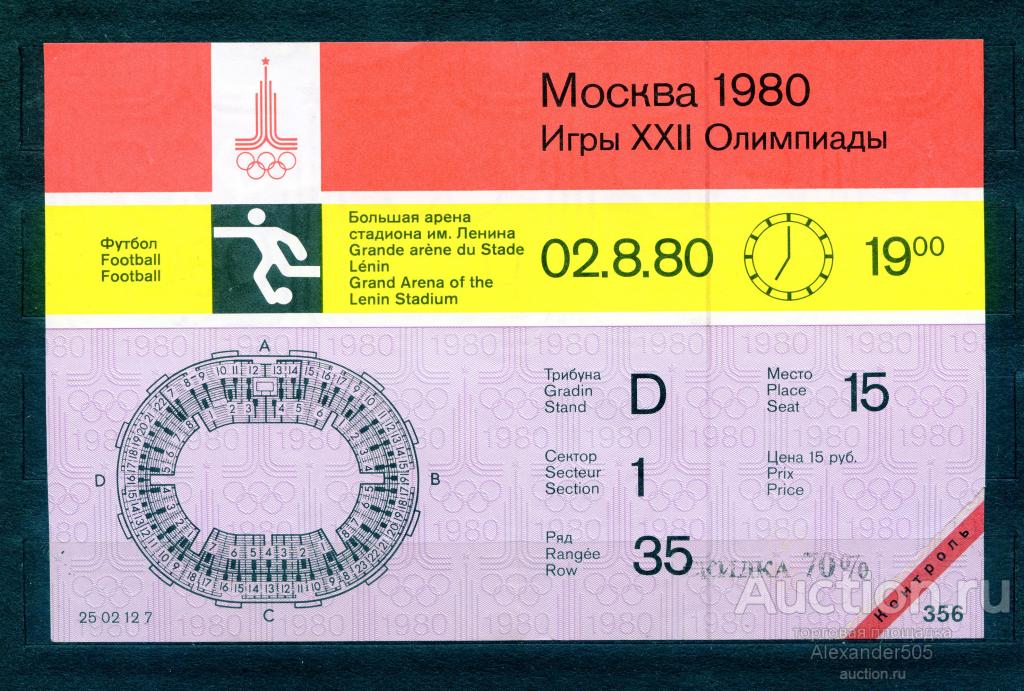 Москва 1980
Игры XXII Олимпиады
Футбол
Football
Football
Большая арена
стадиона им. Ленина
Grande arène du Stade
Lénin
Grand Arena of the
Lenin Stadium
02.8.80
19⁰⁰
A
B
C
D
Трибуна
Gradin
Stand
D
Место
Place
Seat
15
Сектор
Secteur
Section
1
Цена 15 руб.
Prix
Price
Ряд
Rangée
Row
35
70%
Контроль
25 02 12 7
356
Auction.ru
торговая площадка
Alexander505
auction.ru